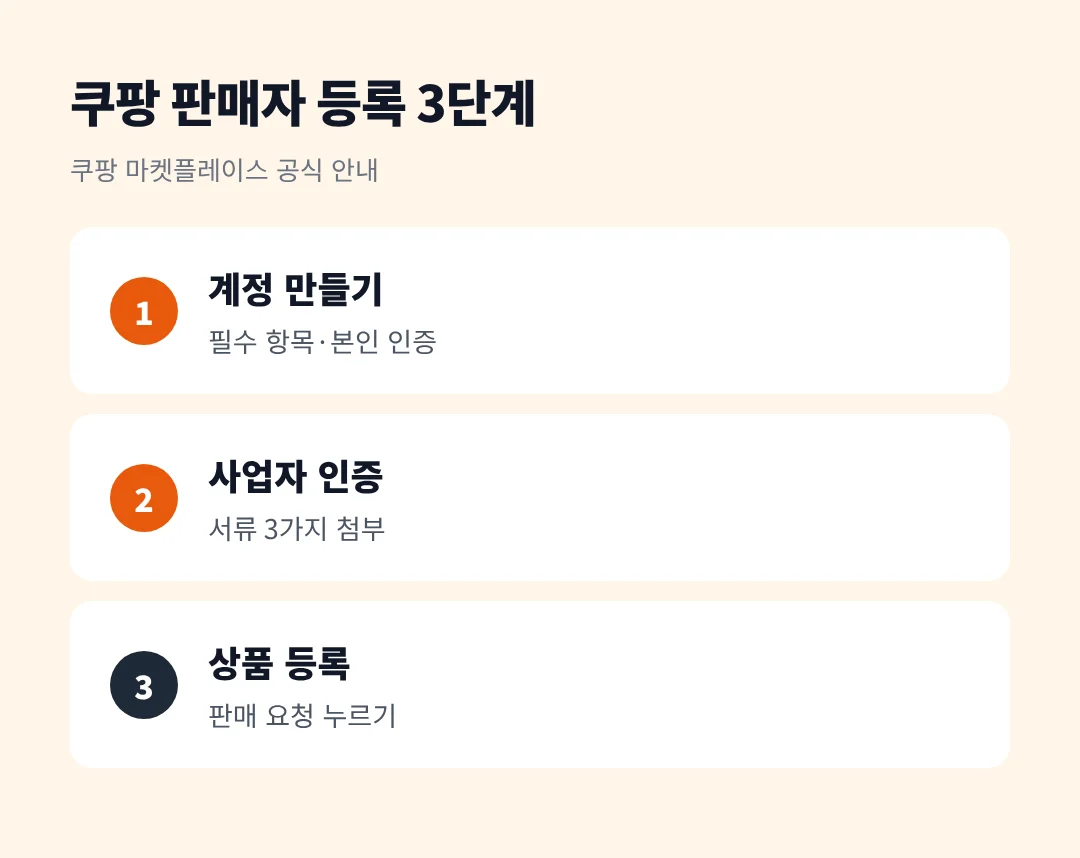 쿠팡 판매자 등록 3단계
쿠팡 마켓플레이스 공식 안내
1
계정 만들기
필수 항목·본인 인증
2
사업자 인증
서류 3가지 첨부
3
상품 등록
판매 요청 누르기